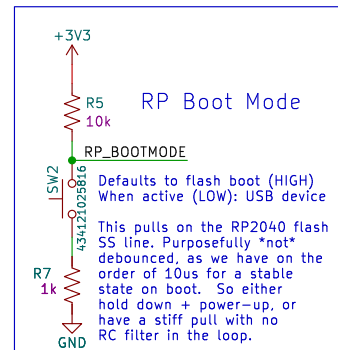 +3V3
RP Boot Mode
R5
10k
RP_BOOTMODE
SW2
434121025816
Defaults to flash boot (HIGH)
When active (LOW): USB device
This pulls on the RP2040 flash
SS line. Purposefully *not*
debounced, as we have on the
order of 10us for a stable
state on boot.  So either
hold down + power-up, or
have a stiff pull with no
RC filter in the loop.
R7
1k
GND